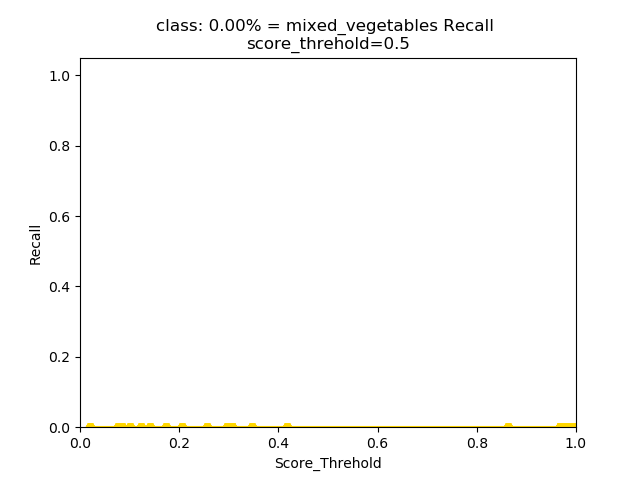 class: 0.00% = mixed_vegetables Recall
score_threhold=0.5
1.0
0.8
0.6
0.4
0.2
0.0
Recall
0.0 0.2 0.4 0.6 0.8 1.0
Score_Threhold